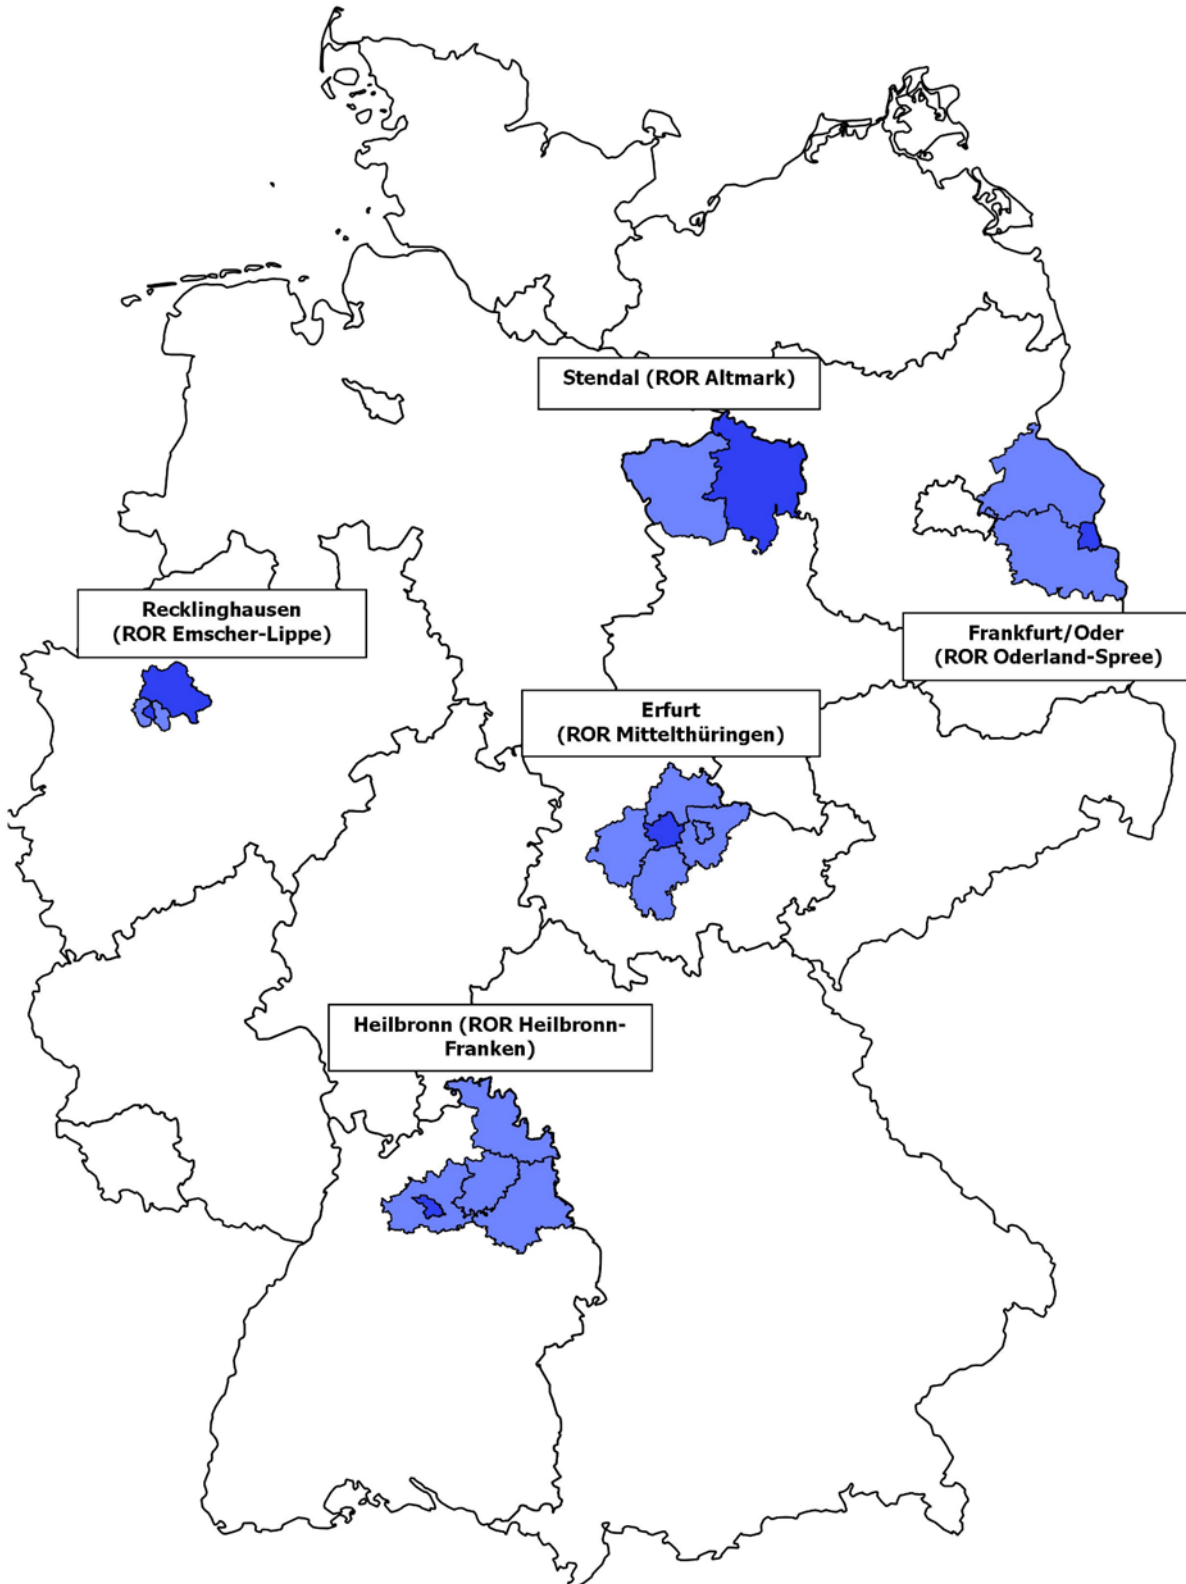 Stendal (ROR Altmark)
Recklinghausen
(ROR Emscher-Lippe)
Frankfurt/Oder
(ROR Oderland-Spree)
Erfurt
(ROR Mittelthüringen)
Heilbronn (ROR Heilbronn-
Franken)